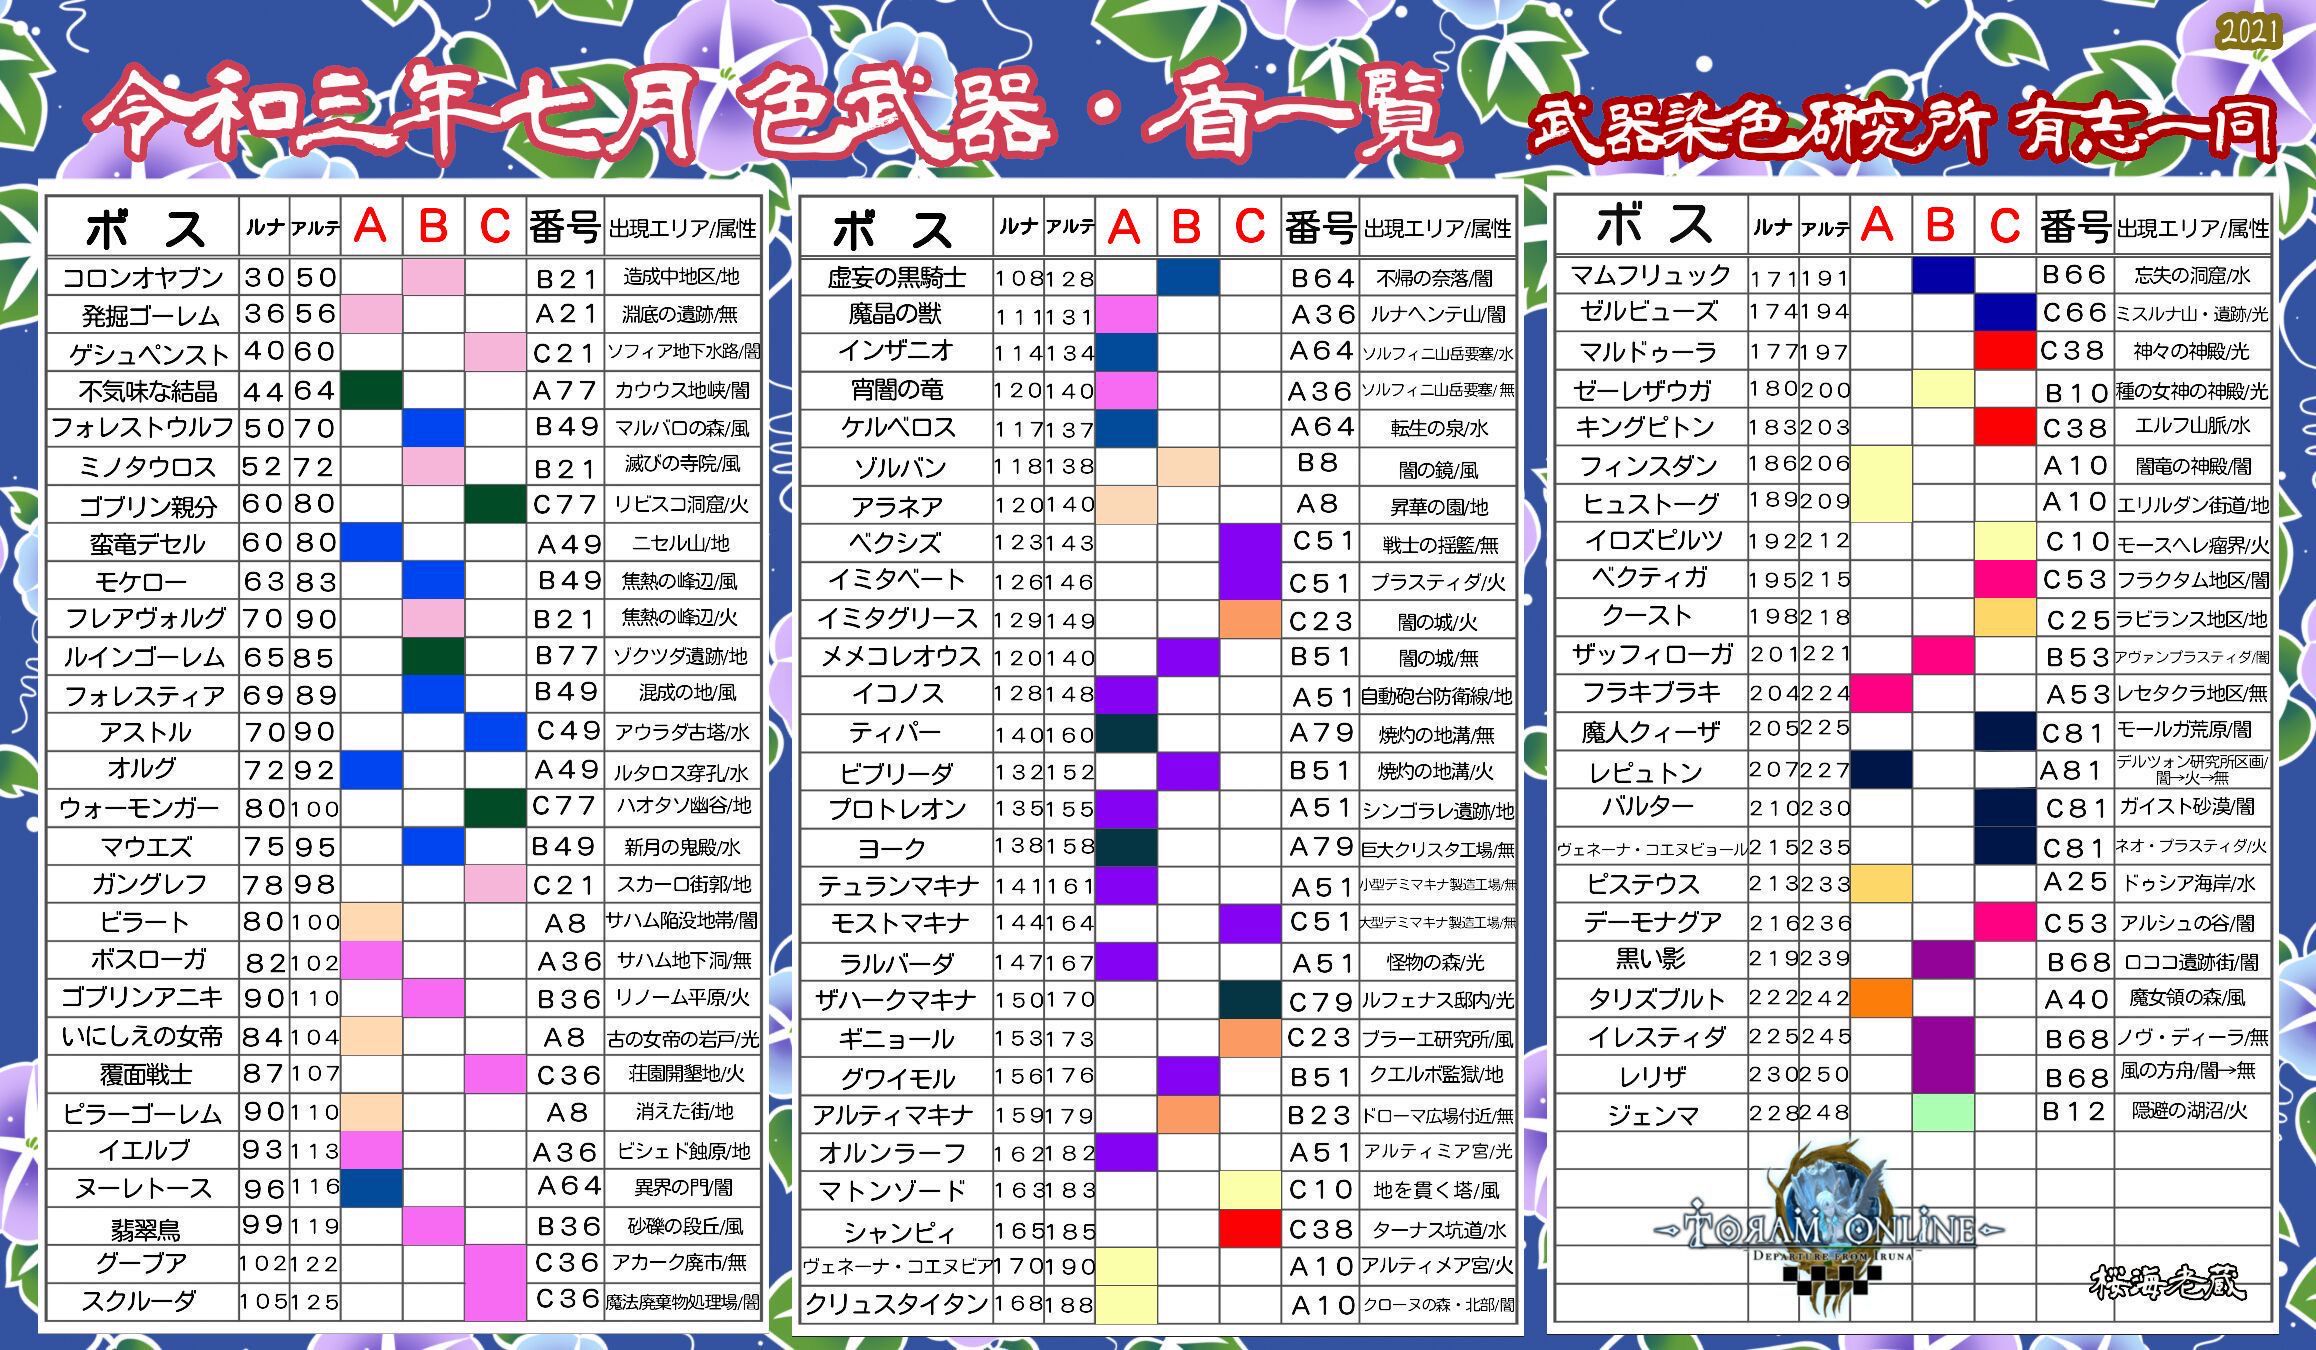 2021
令和三年七月 色武器・盾一覧 武器染色研究所 有志一同
ボス ルナ アルテ A B C 番号 出現エリア/属性
コロンオヤブン 30 50 B21 造成中地区/地
発掘ゴーレム 36 56 A21 淵底の遺跡/無
ゲシュペンスト 40 60 C21 ソフィア地下水路/闇
不気味な結晶 44 64 A77 カウウス地峡/闇
フォレストウルフ 50 70 B49 マルバロの森/風
ミノタウロス 52 72 B21 滅びの寺院/風
ゴブリン親分 60 80 C77 リビスコ洞窟/火
蛮竜デセル 60 80 A49 ニセル山/地
モケロー 63 83 B49 焦熱の峰辺/風
フレアヴォルグ 70 90 B21 焦熱の峰辺/火
ルインゴーレム 65 85 B77 ゾクツダ遺跡/地
フォレスティア 69 89 B49 混成の地/風
アストル 70 90 C49 アウラダ古塔/水
オルグ 72 92 A49 ルタロス穿孔/水
ウォーモンガー 80 100 C77 ハオタソ幽谷/地
マウエズ 75 95 B49 新月の鬼殿/水
ガングレフ 78 98 C21 スカーロ街郭/地
ビラート 80 100 A8 サハム陥没地帯/闇
ボスローガ 82 102 A36 サハム地下洞/無
ゴブリンアニキ 90 110 B36 リノーム平原/火
いにしえの女帝 84 104 A8 古の女帝の岩戸/光
覆面戦士 87 107 C36 荘園開墾地/火
ピラーゴーレム 90 110 A8 消えた街/地
イエルブ 93 113 A36 ビシェド蝕原/地
ヌーレトース 96 116 A64 異界の門/闇
翡翠鳥 99 119 B36 砂礫の段丘/風
グーブア 102 122 C36 アカーク廃市/無
スクルーダ 105 125 C36 魔法廃棄物処理場/闇
ボス ルナ アルテ A B C 番号 出現エリア/属性
虚妄の黒騎士 108 128 B64 不帰の奈落/闇
魔晶の獣 111 131 A36 ルナヘンテ山/闇
インザニオ 114 134 A64 ソルフィニ山岳要塞/水
宵闇の竜 120 140 A36 ソルフィニ山岳要塞/無
ケルベロス 117 137 A64 転生の泉/水
ゾルバン 118 138 B8 闇の鏡/風
アラネア 120 140 A8 昇華の園/地
ベクシズ 123 143 C51 戦士の揺籃/無
イミタベート 126 146 C51 プラスティダ/火
イミタグリース 129 149 C23 闇の城/火
メメコレオウス 120 140 B51 闇の城/無
イコノス 128 148 A51 自動砲台防衛線/地
ティパー 140 160 A79 焼灼の地溝/無
ビブリーダ 132 152 B51 焼灼の地溝/火
プロトレオン 135 155 A51 シンゴラレ遺跡/地
ヨーク 138 158 A79 巨大クリスタ工場/無
テュランマキナ 141 161 A51 小型デミマキナ製造工場/無
モストマキナ 144 164 C51 大型デミマキナ製造工場/無
ラルバーダ 147 167 A51 怪物の森/光
ザハークマキナ 150 170 C79 ルフェナス邸内/光
ギニョール 153 173 C23 ブラーエ研究所/風
グワイモル 156 176 B51 クエルボ監獄/地
アルティマキナ 159 179 B23 ドローマ広場付近/無
オルンラーフ 162 182 A51 アルティミア宮/光
マトンゾード 163 183 C10 地を貫く塔/風
シャンピィ 165 185 C38 ターナス坑道/水
ヴェネーナ・コエヌビア 170 190 A10 アルティメア宮/火
クリュスタイタン 168 188 A10 クローヌの森・北部/闇
ボス ルナ アルテ A B C 番号 出現エリア/属性
マムフリュック 171 191 B66 忘失の洞窟/水
ゼルビューズ 174 194 C66 ミスルナ山・遺跡/光
マルドゥーラ 177 197 C38 神々の神殿/光
ゼーレザウガ 180 200 B10 種の女神の神殿/光
キングピトン 183 203 C38 エルフ山脈/水
フィンスダン 186 206 A10 闇竜の神殿/闇
ヒュストーグ 189 209 A10 エリルダン街道/地
イロズピルツ 192 212 C10 モースヘレ瘤界/火
ベクティガ 195 215 C53 フラクタム地区/闇
クースト 198 218 C25 ラビランス地区/地
ザッフィローガ 201 221 B53 アヴァンプラスティダ/闇
フラキブラキ 204 224 A53 レセタクラ地区/無
魔人クィーザ 205 225 C81 モールガ荒原/闇
レピュトン 207 227 A81 デルツォン研究所区画/闇→火→無
バルター 210 230 C81 ガイスト砂漠/闇
ヴェネーナ・コエヌビョール 215 235 C81 ネオ・プラスティダ/火
ピステウス 213 233 A25 ドゥシア海岸/水
デーモナグア 216 236 C53 アルシュの谷/闇
黒い影 219 239 B68 ロココ遺跡街/闇
タリズブルト 222 242 A40 魔女領の森/風
イレスティダ 225 245 B68 ノヴ・ディーラ/無
レリザ 230 250 B68 風の方舟/闇→無
ジェンマ 228 248 B12 隠避の湖沼/火
TORAM ONLINE
DEPARTURE FROM IRUNA
桜海老蔵